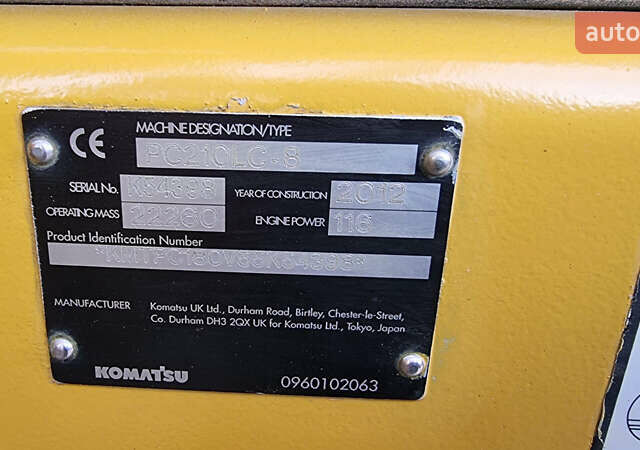 auto
CE
MACHINE DESIGNATION/TYPE
PC210LC-8
SERIAL No. K54398 YEAR OF CONSTRUCTION 2012
OPERATING MASS 22260 ENGINE POWER 116
Product Identification Number
MANUFACTURER Komatsu UK Ltd., Durham Road, Birtley, Chester-le-Street,
Co. Durham DH3 2QX UK for Komatsu Ltd., Tokyo, Japan
KOMATSU 0960102063